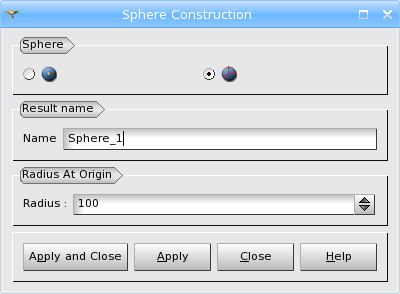 Sphere Construction
Sphere
Result name
Name Sphere_1
Radius At Origin
Radius : 100
Apply and Close Apply Close Help